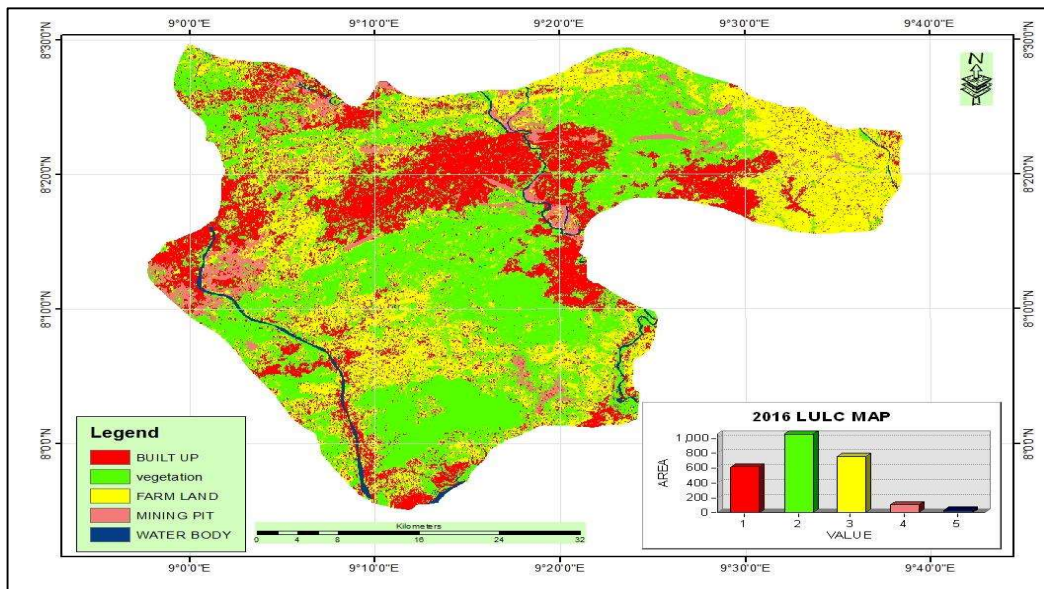 9°0'0"E 9°10'0"E 9°20'0"E 9°30'0"E 9°40'0"E
8°30'0"N 8°30'0"N
N
8°20'0"N 8°20'0"N
8°10'0"N 8°10'0"N
8°0'0"N 8°0'0"N
Legend
BUILT UP
vegetation
FARM LAND
MINING PIT
WATER BODY
Kilometers
0 2 4 8 16 24 32
2016 LULC MAP
AREA
1,000
800
600
400
200
0
1 2 3 4 5
VALUE
9°0'0"E 9°10'0"E 9°20'0"E 9°30'0"E 9°40'0"E